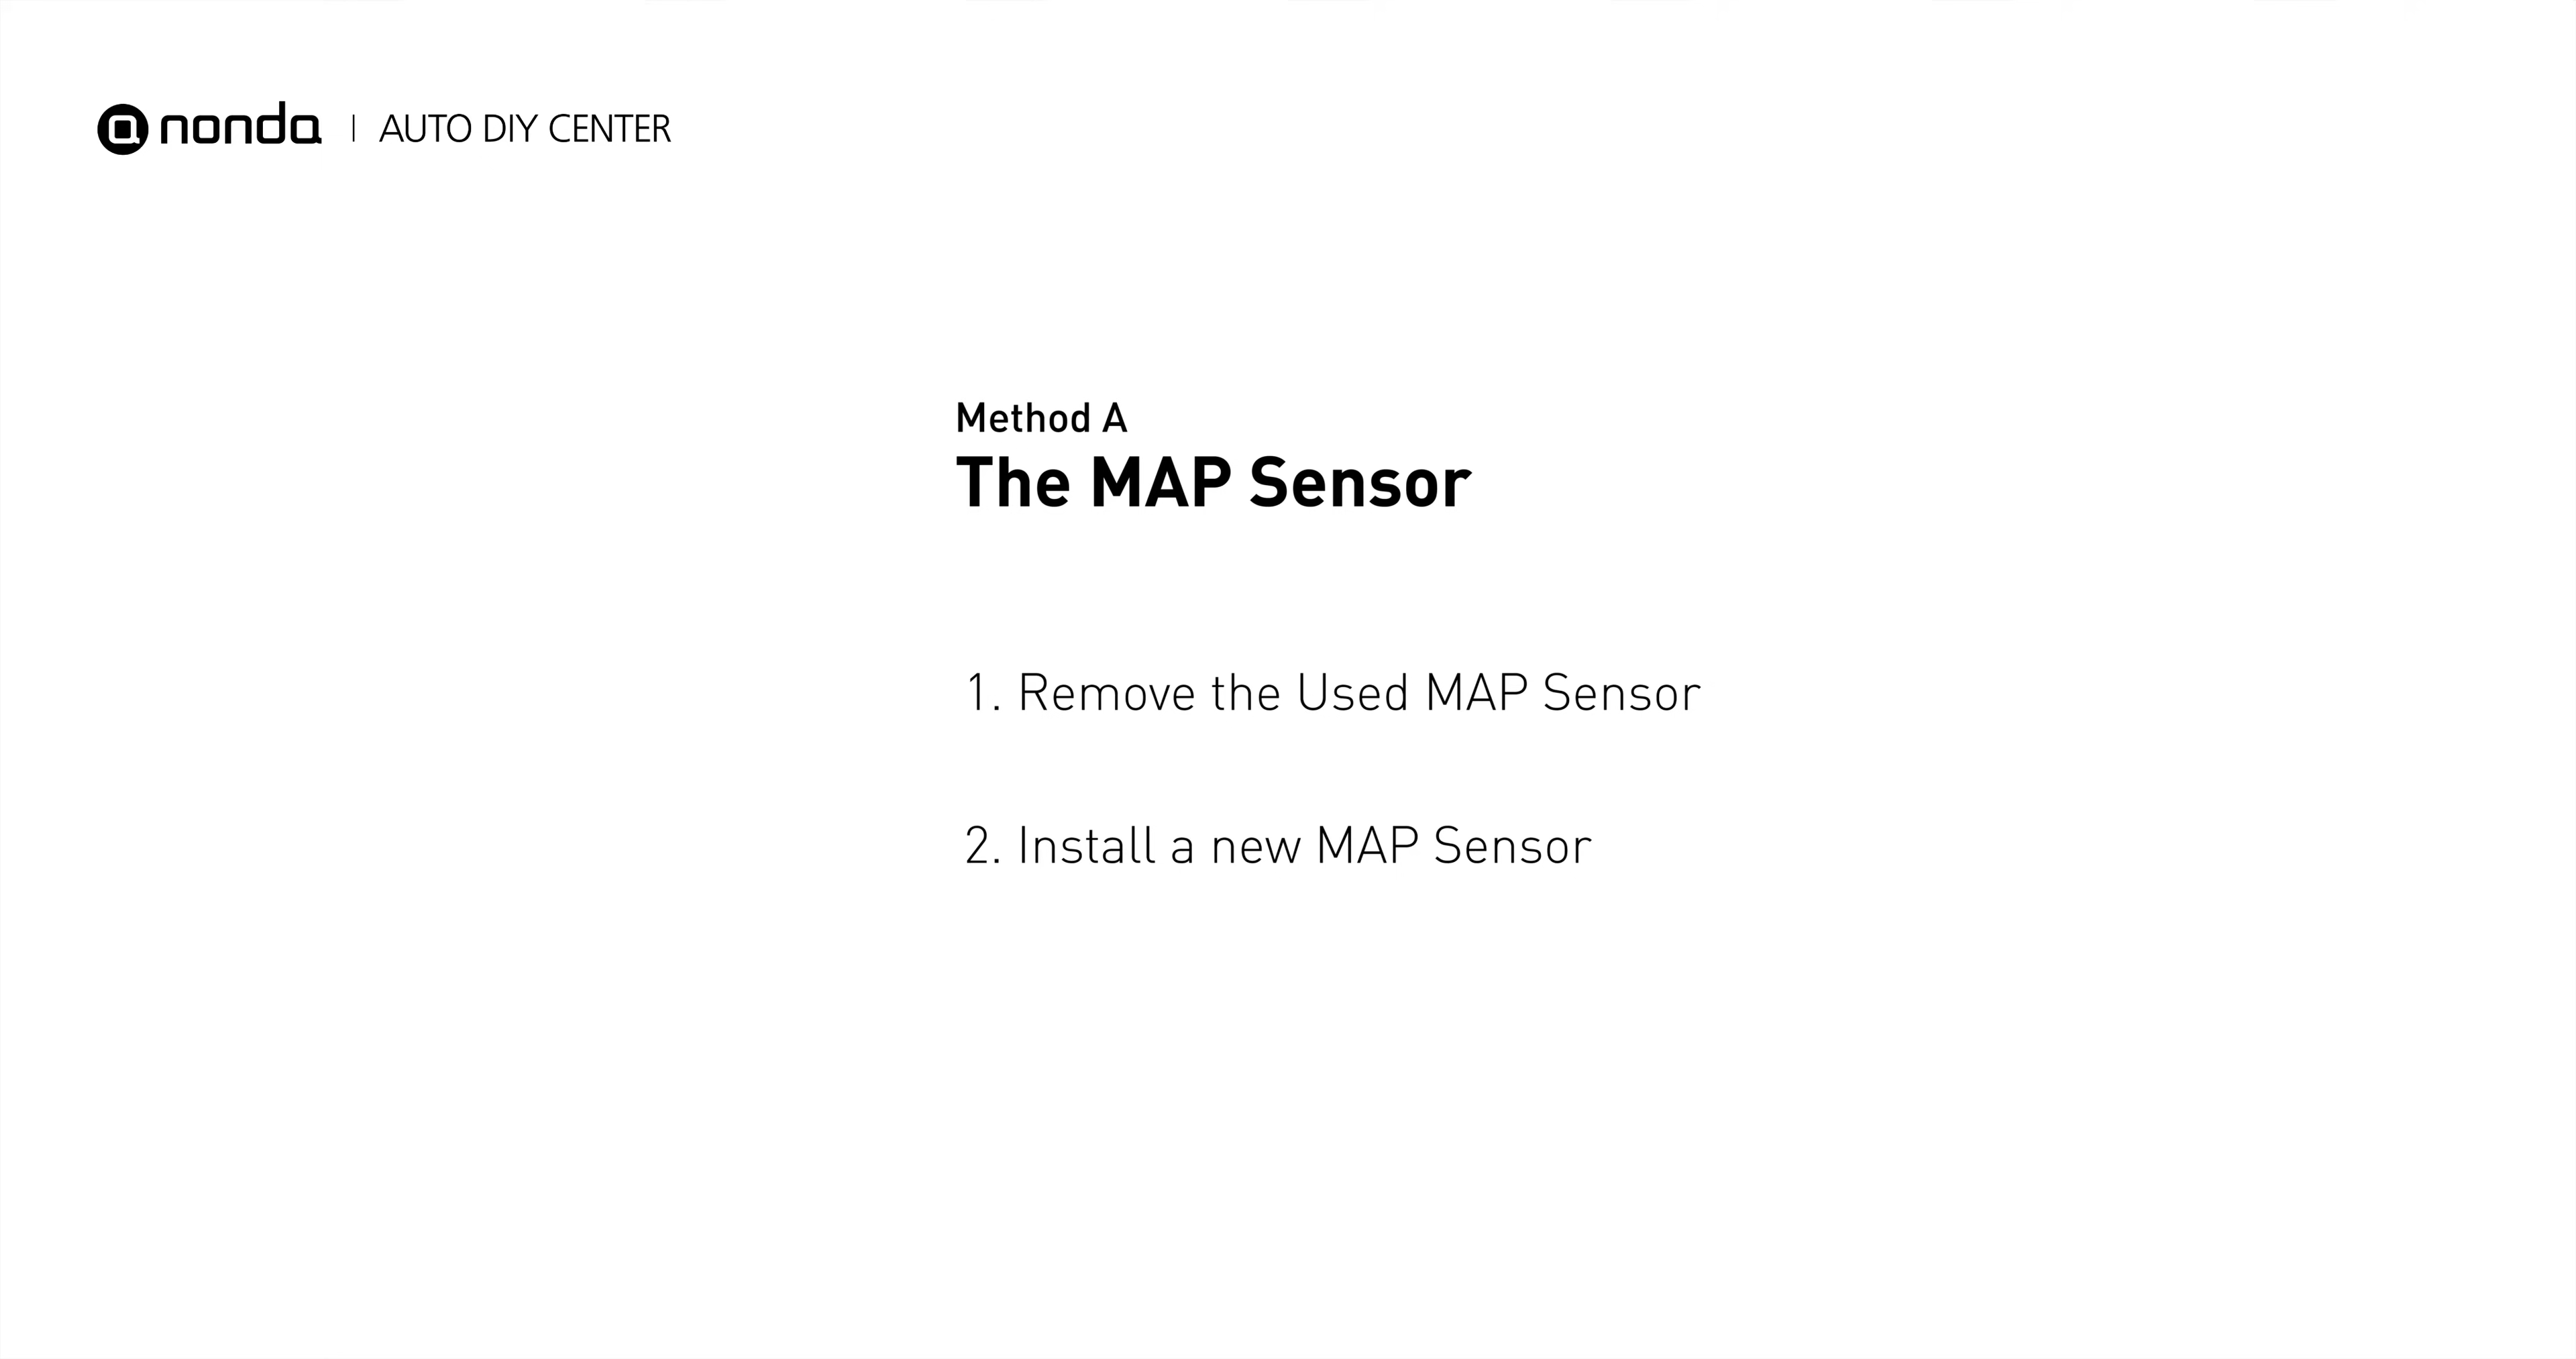 nonda | AUTO DIY CENTER
Method A
The MAP Sensor
1. Remove the Used MAP Sensor
2. Install a new MAP Sensor